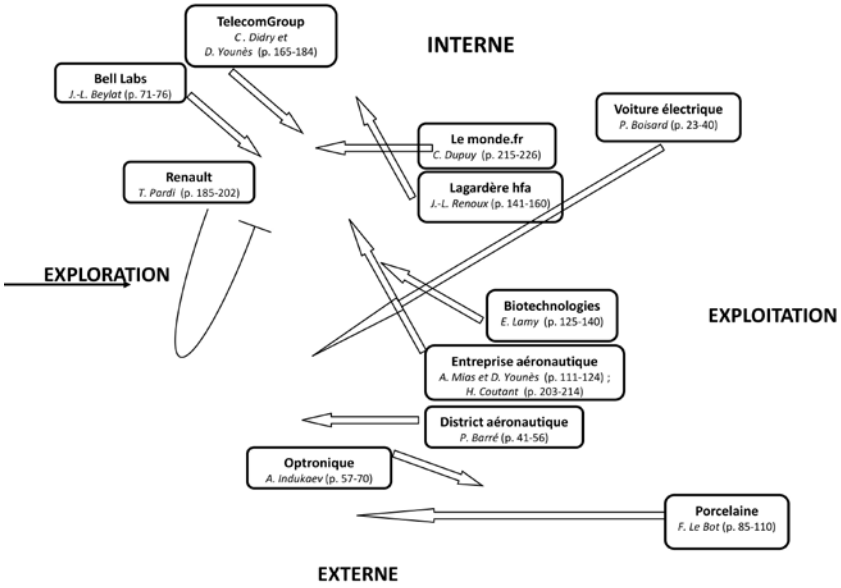 TelecomGroup
C . Didry et
D. Younès (p. 165-184)
INTERNE
Bell Labs
J.-L. Beylat (p. 71-76)
Voiture électrique
P. Boisard (p. 23-40)
Le monde.fr
C. Dupuy (p. 215-226)
Renault
T. Pardi (p. 185-202)
Lagardère hfa
J.-L. Renoux (p. 141-160)
EXPLORATION
Biotechnologies
E. Lamy (p. 125-140)
EXPLOITATION
Entreprise aéronautique
A. Mias et D. Younès (p. 111-124) ;
H. Coutant (p. 203-214)
District aéronautique
P. Barré (p. 41-56)
Optronique
A. Indukaev (p. 57-70)
Porcelaine
F. Le Bot (p. 85-110)
EXTERNE